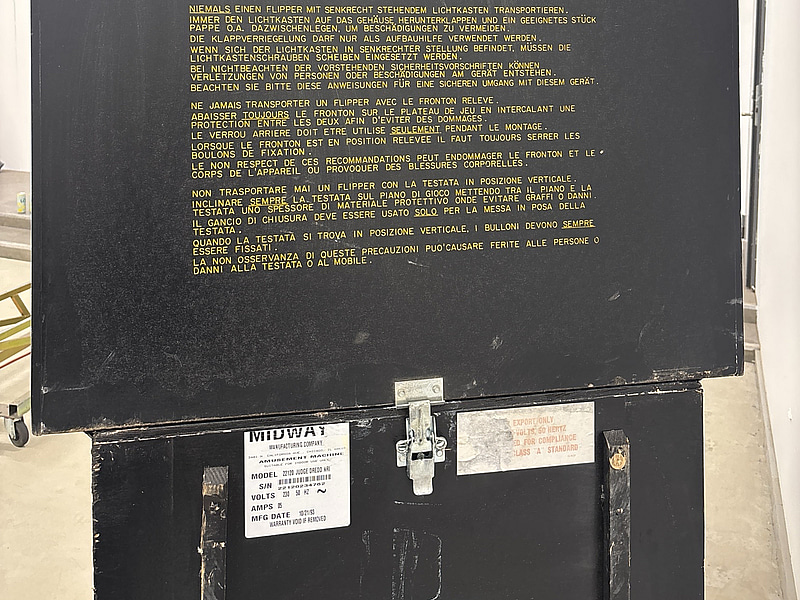 NIEMALS EINEN FLIPPER MIT SENKRECHT STEHENDEM LICHTKASTEN TRANSPORTIEREN.
IMMER DEN LICHTKASTEN AUF DAS GEHÄUSE HERUNTERKLAPPEN UND EIN GEEIGNETES STÜCK
PAPPE O.A. DAZWISCHENLEGEN, UM BESCHÄDIGUNGEN ZU VERMEIDEN.
DIE KLAPPVERRIEGELUNG DARF NUR ALS AUFBAUHILFE VERWENDET WERDEN.
WENN SICH DER LICHTKASTEN IN SENKRECHTER STELLUNG BEFINDET, MÜSSEN DIE
LICHTKASTENSCHRAUBEN SCHEIBEN EINGESETZT WERDEN.
BEI NICHTBEACHTEN DER VORSTEHENDEN SICHERHEITSVORSCHRIFTEN KÖNNEN
VERLETZUNGEN VON PERSONEN ODER BESCHÄDIGUNGEN AM GERÄT ENTSTEHEN.
BEACHTEN SIE BITTE DIESE ANWEISUNGEN FÜR EINE SICHEREN UMGANG MIT DIESEM GERÄT.
NE JAMAIS TRANSPORTER UN FLIPPER AVEC LE FRONTON RELEVE.
ABAISSER TOUJOURS LE FRONTON SUR LE PLATEAU DE JEU EN INTERCALANT UNE
PROTECTION ENTRE LES DEUX AFIN D'EVITER DES DOMMAGES.
LE VERROU ARRIERE DOIT ETRE UTILISE SEULEMENT PENDANT LE MONTAGE.
LORSQUE LE FRONTON EST EN POSITION RELEVEE IL FAUT TOUJOURS SERRER LES
BOULONS DE FIXATION.
LE NON RESPECT DE CES RECOMMANDATIONS PEUT ENDOMMAGER LE FRONTON ET LE
CORPS DE L'APPAREIL OU PROVOQUER DES BLESSURES CORPORELLES.
NON TRASPORTARE MAI UN FLIPPER CON LA TESTATA IN POSIZIONE VERTICALE.
INCLINARE SEMPRE LA TESTATA SUL PIANO DI GIOCO METTENDO TRA IL PIANO E LA
TESTATA UNO SPESSORE DI MATERIALE PROTETTIVO ONDE EVITARE GRAFFI O DANNI.
IL GANCIO DI CHIUSURA DEVE ESSERE USATO SOLO PER LA MESSA IN POSA DELLA
TESTATA.
QUANDO LA TESTATA SI TROVA IN POSIZIONE VERTICALE, I BULLONI DEVONO SEMPRE
ESSERE FISSATI.
LA NON OSSERVANZA DI QUESTE PRECAUZIONI PUO'CAUSARE FERITE ALLE PERSONE O
DANNI ALLA TESTATA O AL MOBILE.
MIDWAY
MANUFACTURING COMPANY
AMUSEMENT MACHINE
MODEL 22120 JUDGE DREDD NRI
S/N 22120234762
VOLTS 230 50 HZ ~
AMPS 05
MFG DATE 10/21/93
WARRANTY VOID IF REMOVED
EXPORT ONLY
VOLTS, 50 HERTZ
FOR COMPLIANCE
CLASS "A" STANDARD